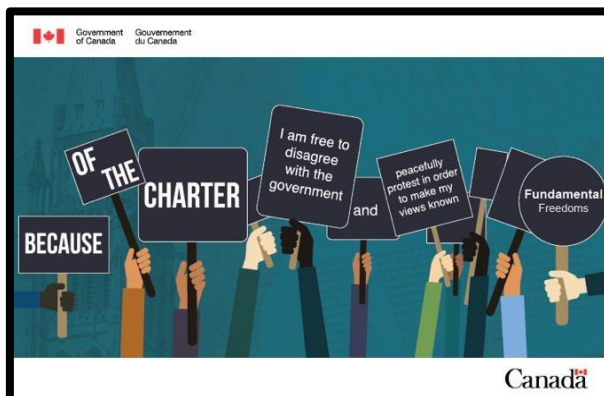 Government
of Canada
Gouvernement
du Canada
BECAUSE
OF
THE
CHARTER
I am free to
disagree
with the
government
and
peacefully
protest in order
to make my
views known
Fundamental
Freedoms
Canada